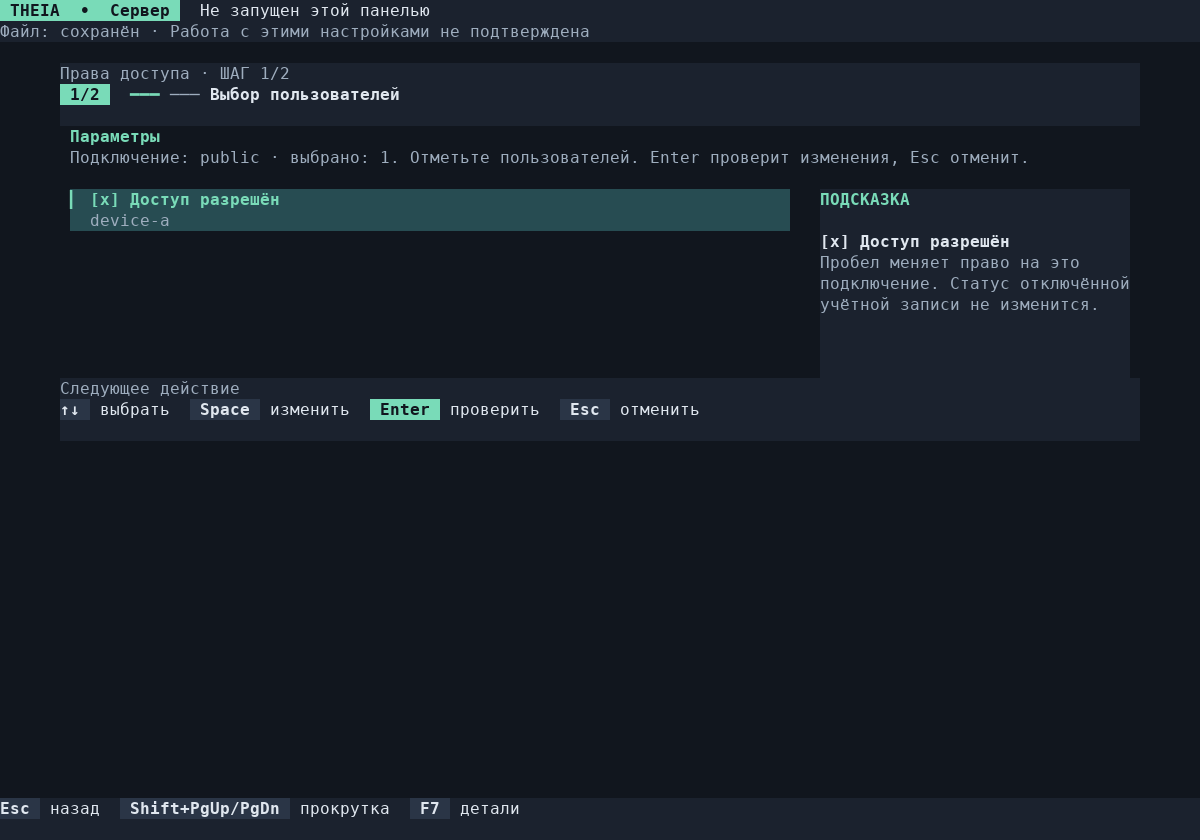 THEIA • Сервер Не запущен этой панелью
Файл: сохранён · Работа с этими настройками не подтверждена
Права доступа · ШАГ 1/2
1/2 ━━━ ─── Выбор пользователей
Параметры
Подключение: public · выбрано: 1. Отметьте пользователей. Enter проверит изменения, Esc отменит.
[x] Доступ разрешён
device-a
ПОДСКАЗКА
[x] Доступ разрешён
Пробел меняет право на это
подключение. Статус отключённой
учётной записи не изменится.
Следующее действие
↑↓ выбрать Space изменить Enter проверить Esc отменить
Esc назад Shift+PgUp/PgDn прокрутка F7 детали